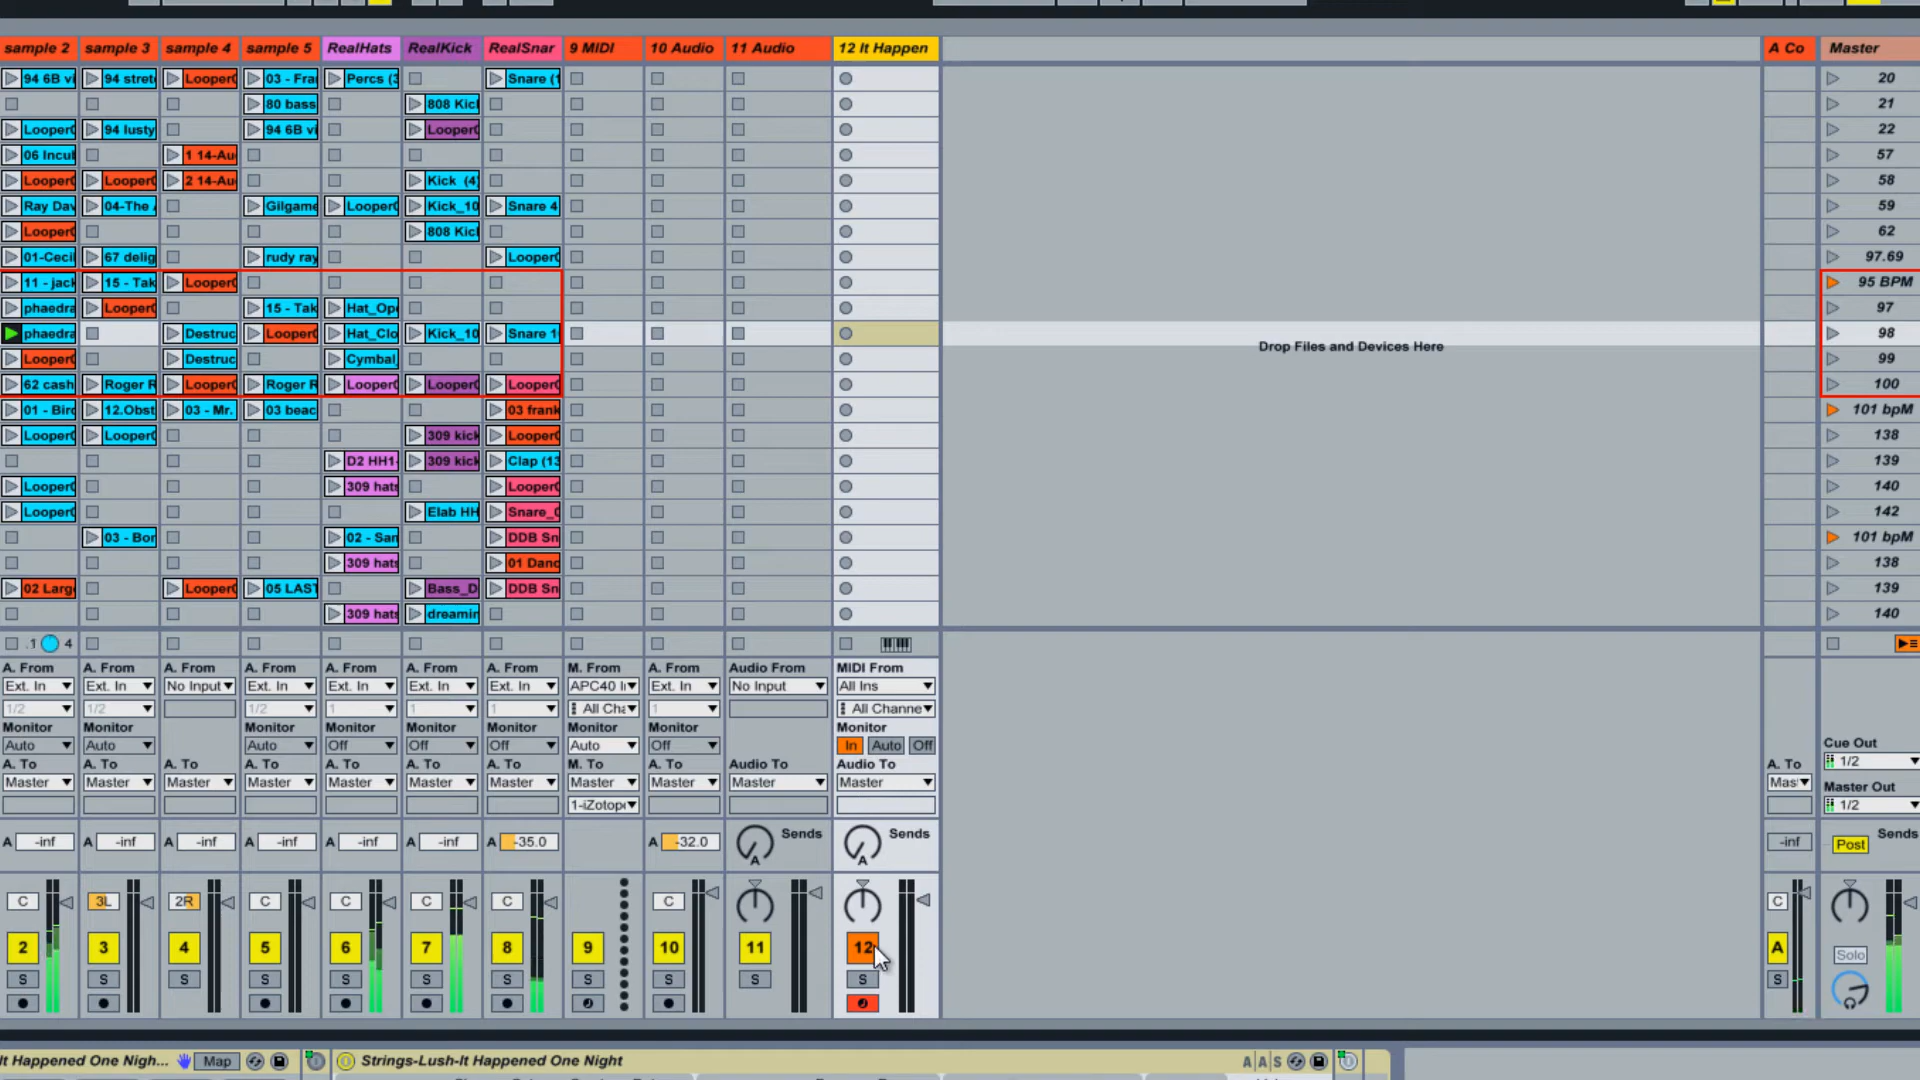 sample 2 sample 3 sample 4 sample 5 RealHats RealKick RealSnar 9 MIDI 10 Audio 11 Audio 12 It Happen A Co Master
94 6B vi 94 stret Looper 03 - Fra Percs (3 Snare (1 20
80 bass 808 Kic 21
Looper 94 lusty 94 6B vi Looper 22
06 Incu 1 14-Au 57
Looper Looper 2 14-Au Kick (4 58
Ray Dav 04-The Gilgame Looper Kick_10 Snare 4 59
Looper 808 Kic 62
01-Ceci 67 delig rudy ray Looper 97.69
11 - jack 15 - Tak Looper 95 BPM
phaedra Looper 15 - Tak Hat_Op 97
phaedra Destruc Looper Hat_Clo Kick_10 Snare 1 98
Drop Files and Devices Here
Looper Destruc Cymbal_ 99
62 cash Roger R Looper Roger R Looper Looper Looper 100
01 - Bird 12.Obst 03 - Mr. 03 beac 03 frank 101 bpM
Looper Looper 309 kick Looper 138
D2 HH1- 309 kick Clap (13 139
Looper 309 hats Looper 140
Looper Elab HH Snare_ 142
03 - Bor 02 - San DDB Sn 101 bpM
309 hats 01 Danc 138
02 Larg Looper 05 LAST Bass_D DDB Sn 139
309 hats dreamin 140
.1 4
A. From A. From A. From A. From A. From A. From A. From M. From A. From Audio From MIDI From
Ext. In Ext. In No Input Ext. In Ext. In Ext. In Ext. In APC40 I Ext. In No Input All Ins
1/2 1/2 1/2 1 1 1 All Cha 1 All Channe
Monitor Monitor Monitor Monitor Monitor Monitor Monitor Monitor Monitor
Auto Auto Auto Off Off Off Auto Off In Auto Off Cue Out
A. To A. To A. To A. To A. To A. To A. To M. To A. To Audio To Audio To A. To 1/2
Master Master Master Master Master Master Master Master Master Master Master Mas Master Out
1-iZotop 1/2
A -inf A -inf A -inf A -inf A -inf A -inf A -35.0 A -32.0 A Sends A Sends -inf Post Sends
C 3L 2R C C C C C C
2 3 4 5 6 7 8 9 10 11 12 A Solo
S S S S S S S S S S S S
It Happened One Nigh... Map Strings-Lush-It Happened One Night A A S